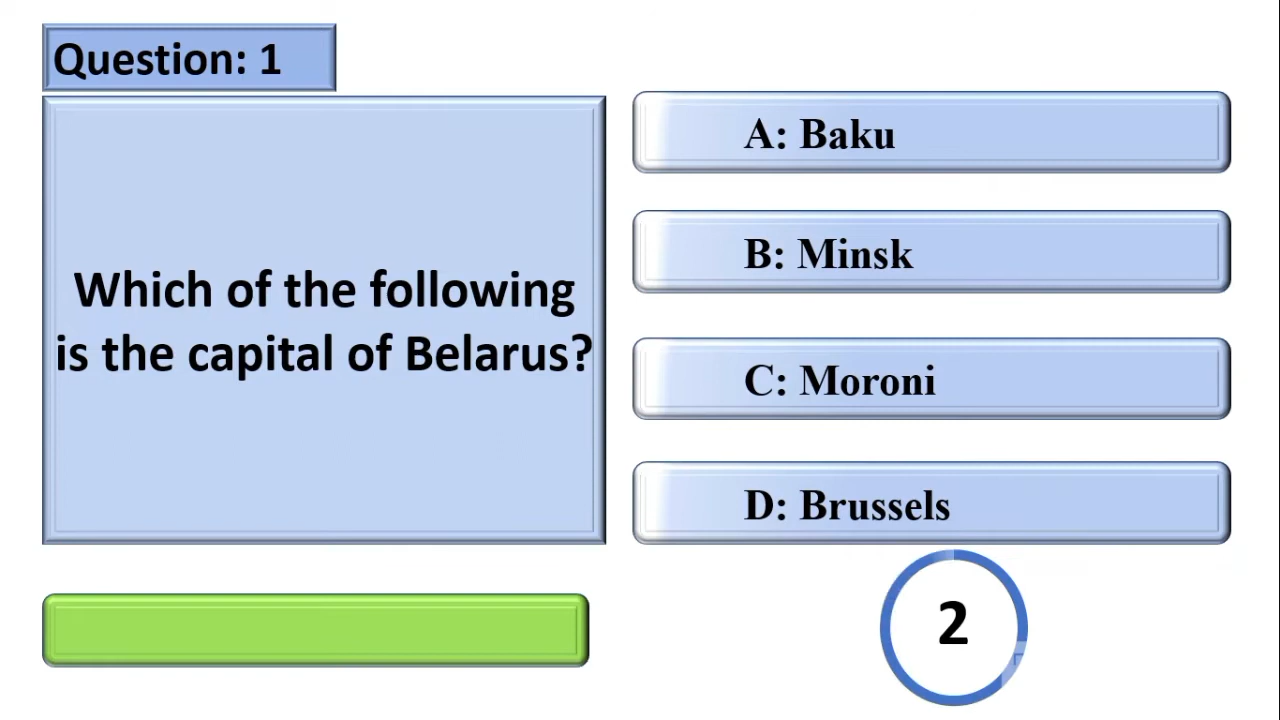 Question: 1
Which of the following
is the capital of Belarus?
A: Baku
B: Minsk
C: Moroni
D: Brussels
2